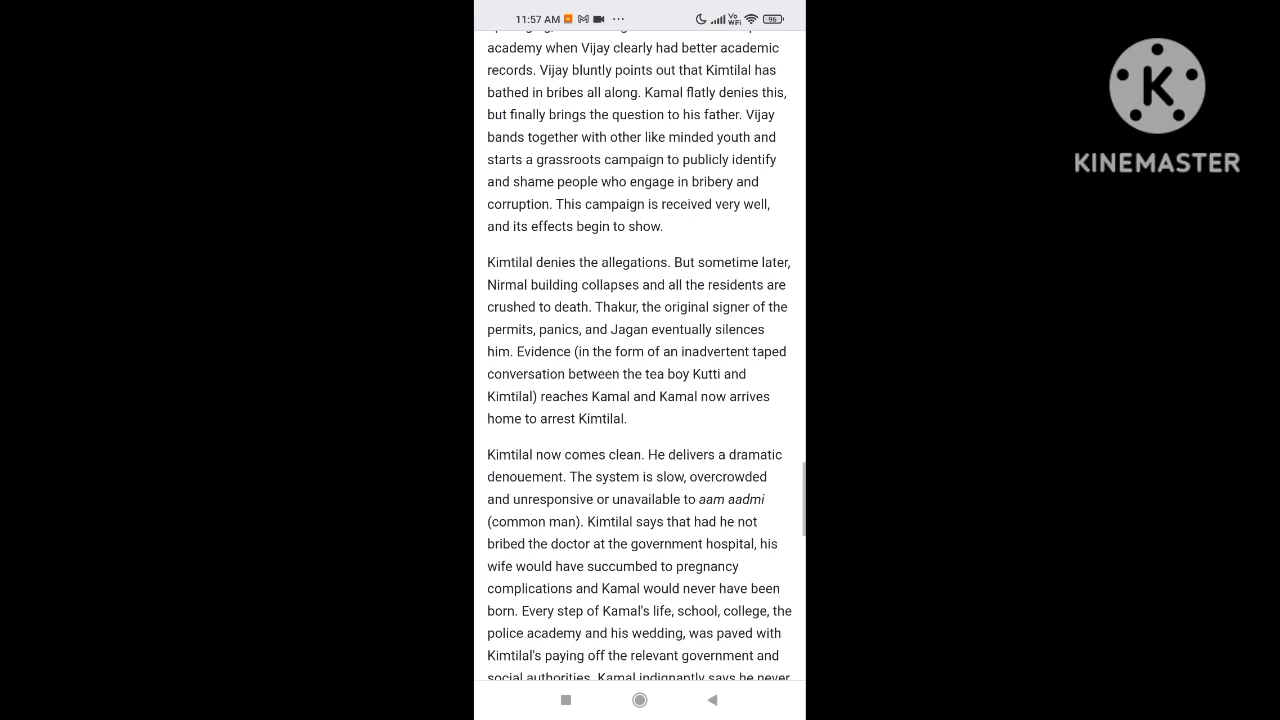 11:57 AM
Vo
WiFi
96
academy when Vijay clearly had better academic
records. Vijay bluntly points out that Kimtilal has
bathed in bribes all along. Kamal flatly denies this,
but finally brings the question to his father. Vijay
bands together with other like minded youth and
starts a grassroots campaign to publicly identify
and shame people who engage in bribery and
corruption. This campaign is received very well,
and its effects begin to show.
Kimtilal denies the allegations. But sometime later,
Nirmal building collapses and all the residents are
crushed to death. Thakur, the original signer of the
permits, panics, and Jagan eventually silences
him. Evidence (in the form of an inadvertent taped
conversation between the tea boy Kutti and
Kimtilal) reaches Kamal and Kamal now arrives
home to arrest Kimtilal.
Kimtilal now comes clean. He delivers a dramatic
denouement. The system is slow, overcrowded
and unresponsive or unavailable to aam aadmi
(common man). Kimtilal says that had he not
bribed the doctor at the government hospital, his
wife would have succumbed to pregnancy
complications and Kamal would never have been
born. Every step of Kamal's life, school, college, the
police academy and his wedding, was paved with
Kimtilal's paying off the relevant government and
social authorities. Kamal indignantly says he never
K
KINEMASTER